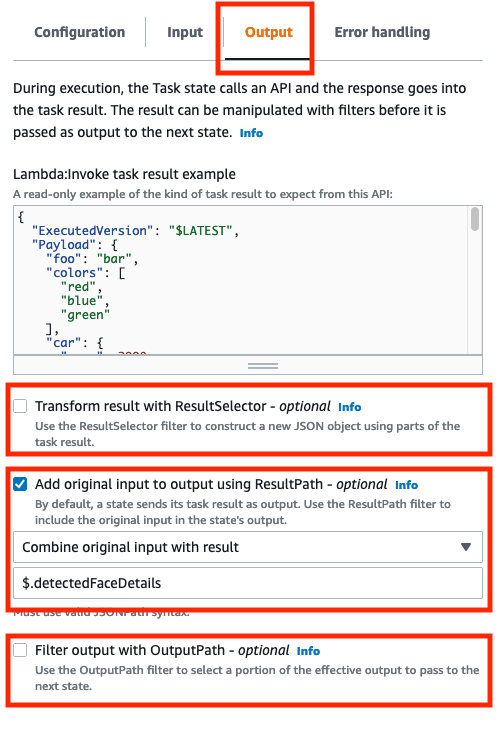 Configuration Input Output Error handling
During execution, the Task state calls an API and the response goes into
the task result. The result can be manipulated with filters before it is
passed as output to the next state. Info
Lambda:Invoke task result example
A read-only example of the kind of task result to expect from this API:
{
"ExecutedVersion": "$LATEST",
"Payload": {
"foo": "bar",
"colors": [
"red",
"blue",
"green"
],
"car": {
Transform result with ResultSelector - optional Info
Use the ResultSelector filter to construct a new JSON object using parts of the
task result.
Add original input to output using ResultPath - optional Info
By default, a state sends its task result as output. Use the ResultPath filter to
include the original input in the state's output.
Combine original input with result
$.detectedFaceDetails
Must use valid JSONPath syntax.
Filter output with OutputPath - optional Info
Use the OutputPath filter to select a portion of the effective output to pass to the
next state.